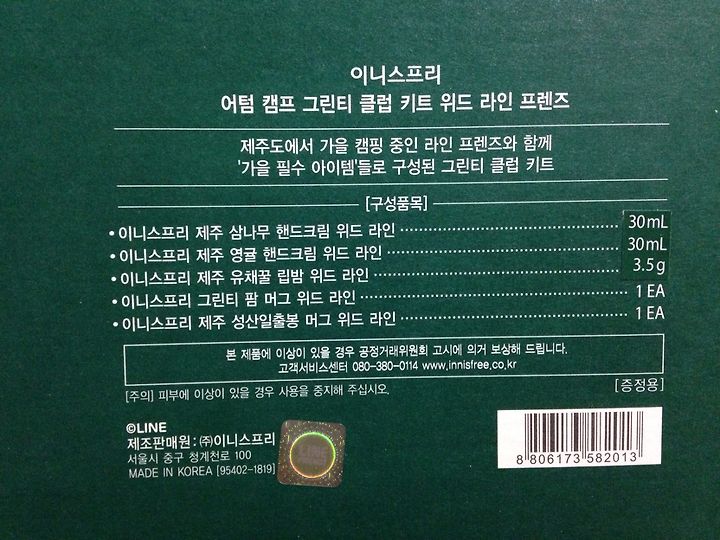 이니스프리
어텀 캠프 그린티 클럽 키트 위드 라인 프렌즈
제주도에서 가을 캠핑 중인 라인 프렌즈와 함께
'가을 필수 아이템'들로 구성된 그린티 클럽 키트
[구성품목]
• 이니스프리 제주 삼나무 핸드크림 위드 라인 30mL
• 이니스프리 제주 영귤 핸드크림 위드 라인 30mL
• 이니스프리 제주 유채꿀 립밤 위드 라인 3.5g
• 이니스프리 그린티 팜 머그 위드 라인 1 EA
• 이니스프리 제주 성산일출봉 머그 위드 라인 1 EA
본 제품에 이상이 있을 경우 공정거래위원회 고시에 의거 보상해 드립니다.
고객서비스센터 080-380-0114 www.innisfree.co.kr
[주의] 피부에 이상이 있을 경우 사용을 중지해 주십시오.
[증정용]
©LINE
제조판매원 : ㈜이니스프리
서울시 중구 청계천로 100
MADE IN KOREA [95402-1819]
LINE
8 806173 582013